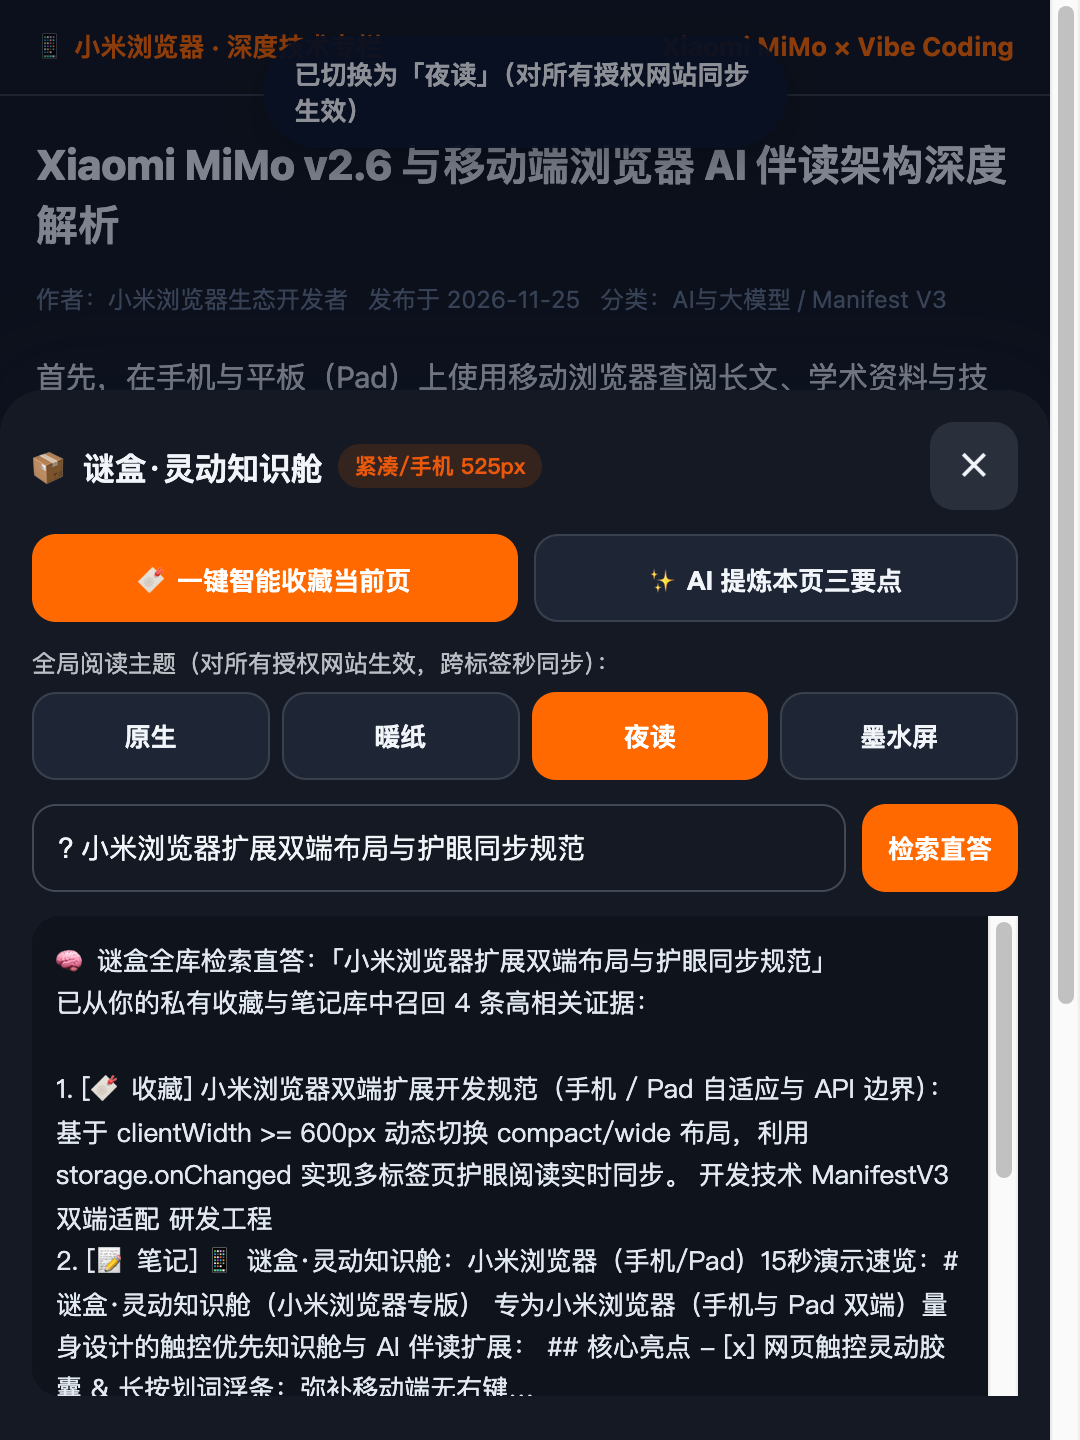 📱 小米浏览器 · 深度技术专栏
Xiaomi MiMo × Vibe Coding
已切换为「夜读」（对所有授权网站同步
生效）
Xiaomi MiMo v2.6 与移动端浏览器 AI 伴读架构深度
解析
作者：小米浏览器生态开发者 发布于 2026-11-25 分类：AI与大模型 / Manifest V3
首先，在手机与平板（Pad）上使用移动浏览器查阅长文、学术资料与技
📦 谜盒·灵动知识舱 紧凑/手机 525px
一键智能收藏当前页
✨ AI 提炼本页三要点
全局阅读主题（对所有授权网站生效，跨标签秒同步）：
原生 暖纸 夜读 墨水屏
? 小米浏览器扩展双端布局与护眼同步规范
检索直答
🧠 谜盒全库检索直答：「小米浏览器扩展双端布局与护眼同步规范」
已从你的私有收藏与笔记库中召回 4 条高相关证据：
1. [🔖 收藏] 小米浏览器双端扩展开发规范（手机 / Pad 自适应与 API 边界）：
基于 clientWidth >= 600px 动态切换 compact/wide 布局，利用
storage.onChanged 实现多标签页护眼阅读实时同步。 开发技术 ManifestV3
双端适配 研发工程
2. [📝 笔记] 📱 谜盒·灵动知识舱：小米浏览器（手机/Pad）15秒演示速览：#
谜盒·灵动知识舱（小米浏览器专版） 专为小米浏览器（手机与 Pad 双端）量
身设计的触控优先知识舱与 AI 伴读扩展： ## 核心亮点 – [x] 网页触控灵动胶
囊 & 长按划词浮条：弥补移动端无右键...